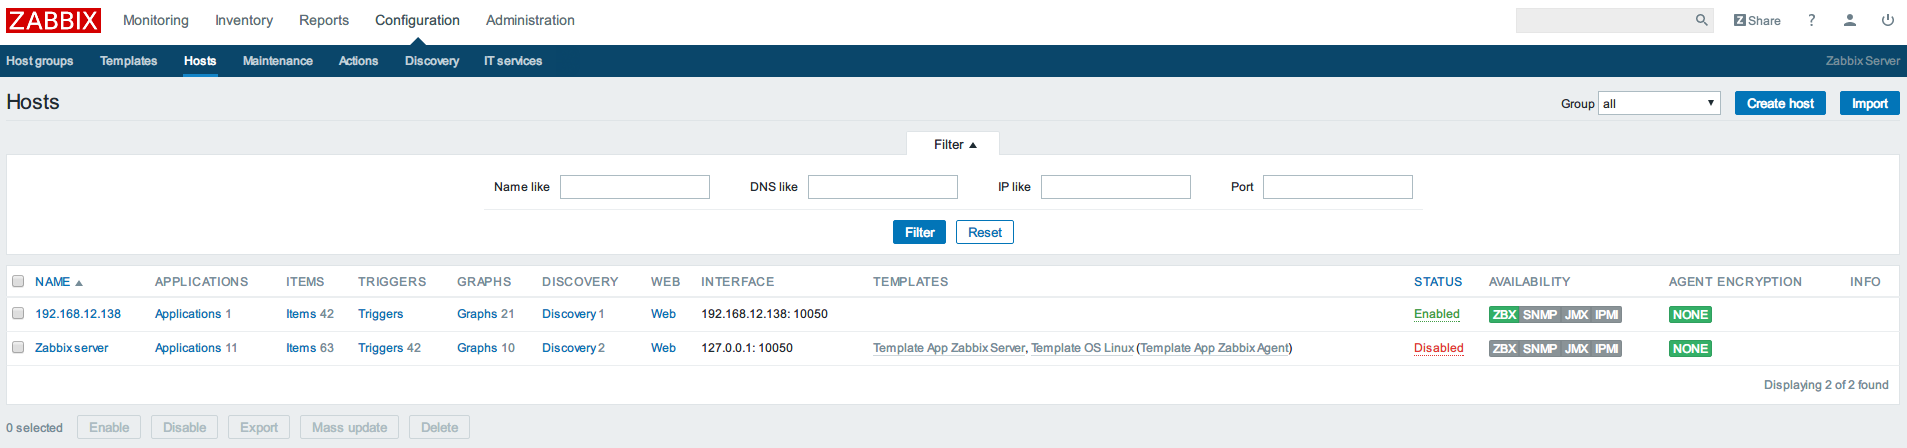 ZABBIX Monitoring Inventory Reports Configuration Administration Z Share ?
Host groups Templates Hosts Maintenance Actions Discovery IT services Zabbix Server
Hosts Group all Create host Import
Filter
Name like DNS like IP like Port
Filter Reset
NAME APPLICATIONS ITEMS TRIGGERS GRAPHS DISCOVERY WEB INTERFACE TEMPLATES STATUS AVAILABILITY AGENT ENCRYPTION INFO
192.168.12.138 Applications 1 Items 42 Triggers Graphs 21 Discovery 1 Web 192.168.12.138: 10050 Enabled ZBX SNMP JMX IPMI NONE
Zabbix server Applications 11 Items 63 Triggers 42 Graphs 10 Discovery 2 Web 127.0.0.1: 10050 Template App Zabbix Server, Template OS Linux (Template App Zabbix Agent) Disabled ZBX SNMP JMX IPMI NONE
Displaying 2 of 2 found
0 selected Enable Disable Export Mass update Delete